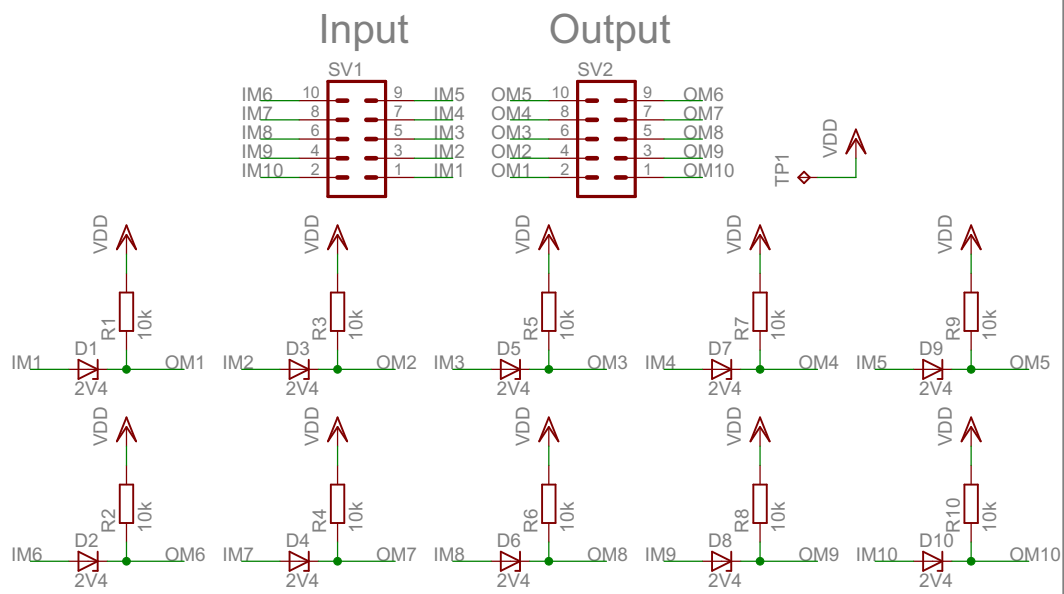 Input Output
SV1 SV2
IM6 10 9 IM5 OM5 10 9 OM6
IM7 8 7 IM4 OM4 8 7 OM7
IM8 6 5 IM3 OM3 6 5 OM8
IM9 4 3 IM2 OM2 4 3 OM9
IM10 2 1 IM1 OM1 2 1 OM10
TP1 VDD
VDD VDD VDD VDD VDD
R1 10k R3 10k R5 10k R7 10k R9 10k
IM1 D1 OM1 IM2 D3 OM2 IM3 D5 OM3 IM4 D7 OM4 IM5 D9 OM5
2V4 2V4 2V4 2V4 2V4
VDD VDD VDD VDD VDD
R2 10k R4 10k R6 10k R8 10k R10 10k
IM6 D2 OM6 IM7 D4 OM7 IM8 D6 OM8 IM9 D8 OM9 IM10 D10 OM10
2V4 2V4 2V4 2V4 2V4